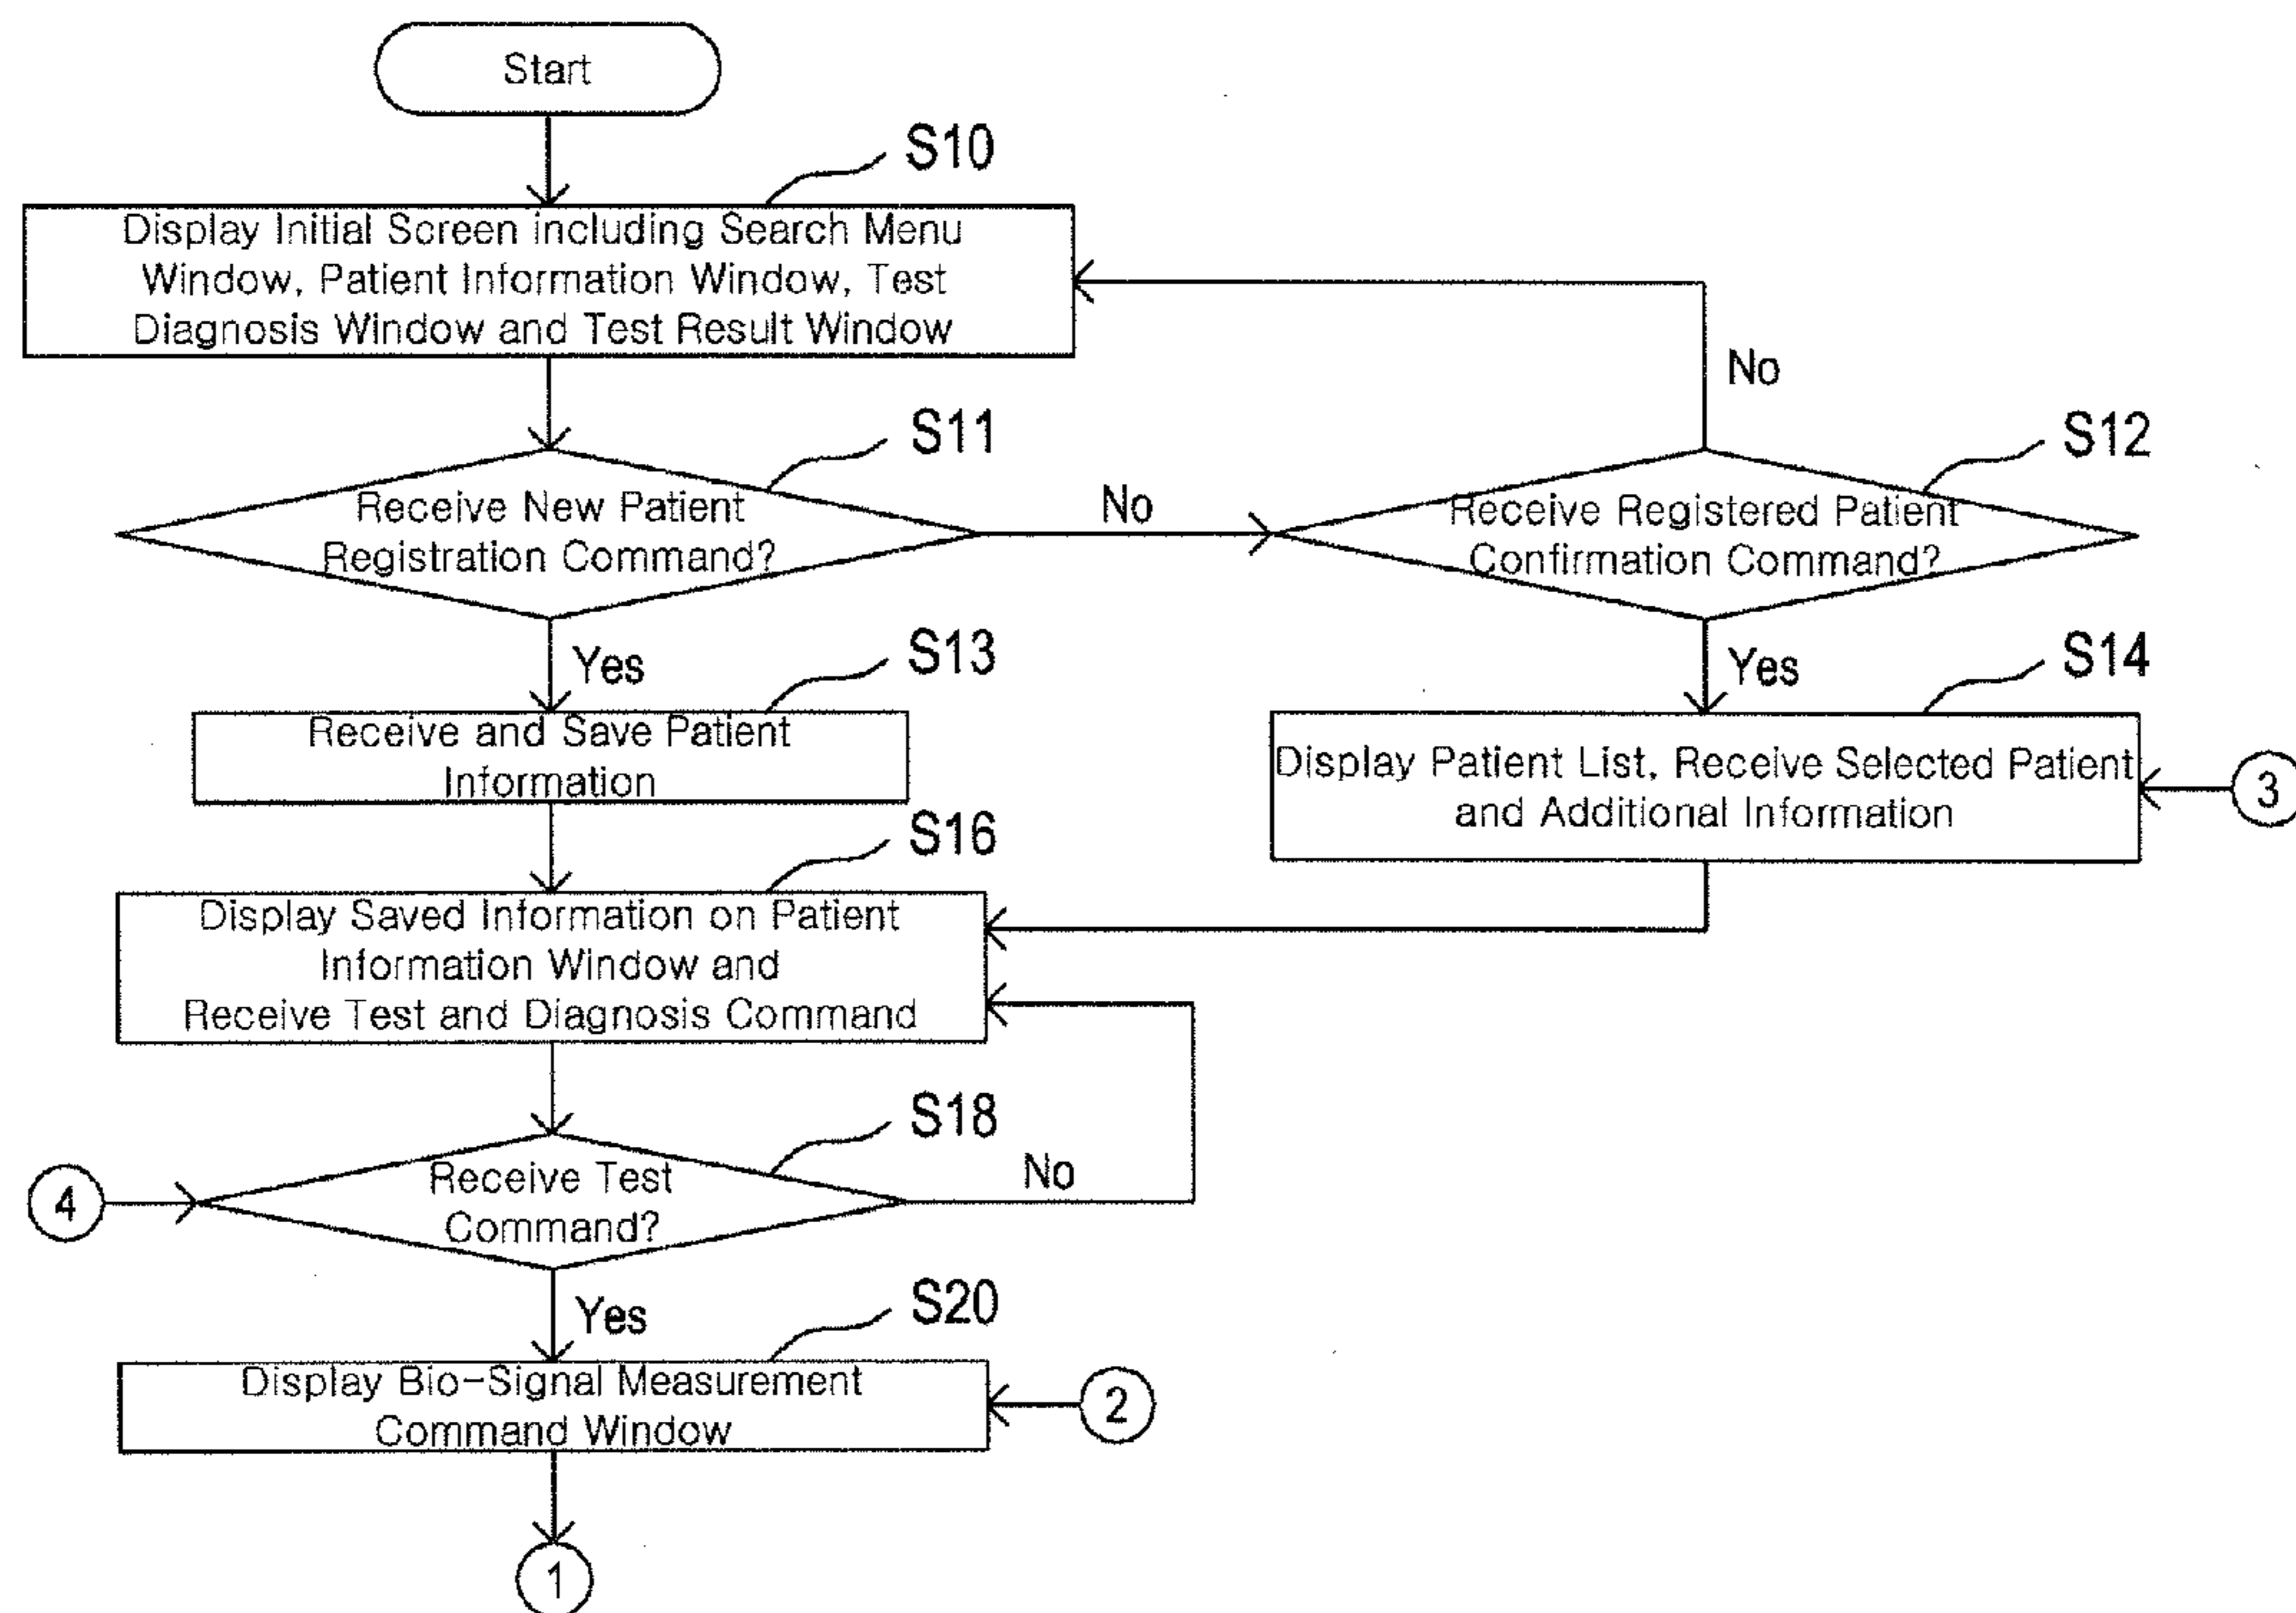 Start
S10
Display Initial Screen including Search Menu
Window, Patient Information Window, Test
Diagnosis Window and Test Result Window
No
S11
Receive New Patient
Registration Command?
No
S12
Receive Registered Patient
Confirmation Command?
Yes
S13
Receive and Save Patient
Information
Yes
S14
Display Patient List, Receive Selected Patient
and Additional Information
3
S16
Display Saved Information on Patient
Information Window and
Receive Test and Diagnosis Command
S18
4
Receive Test
Command?
No
Yes
S20
Display Bio-Signal Measurement
Command Window
2
1